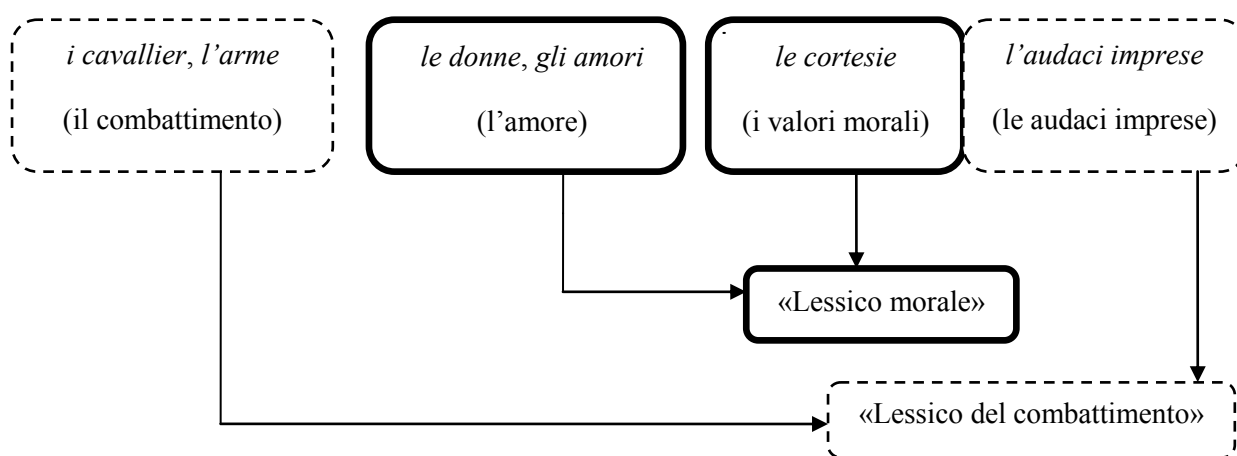 i cavallier, l'arme
(il combattimento)
le donne, gli amori
(l'amore)
le cortesie
(i valori morali)
l'audaci imprese
(le audaci imprese)
«Lessico morale»
«Lessico del combattimento»